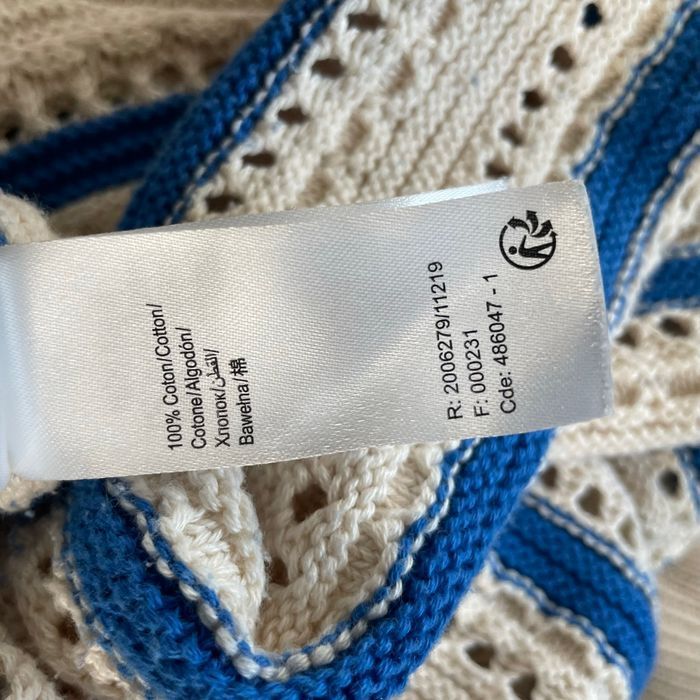 100% Coton/Cotton/
Cotone/Algodón/
Хлопок/القطن/
Bawełna/棉
R: 2006279/11219
F: 000231
Cde: 486047 - 1